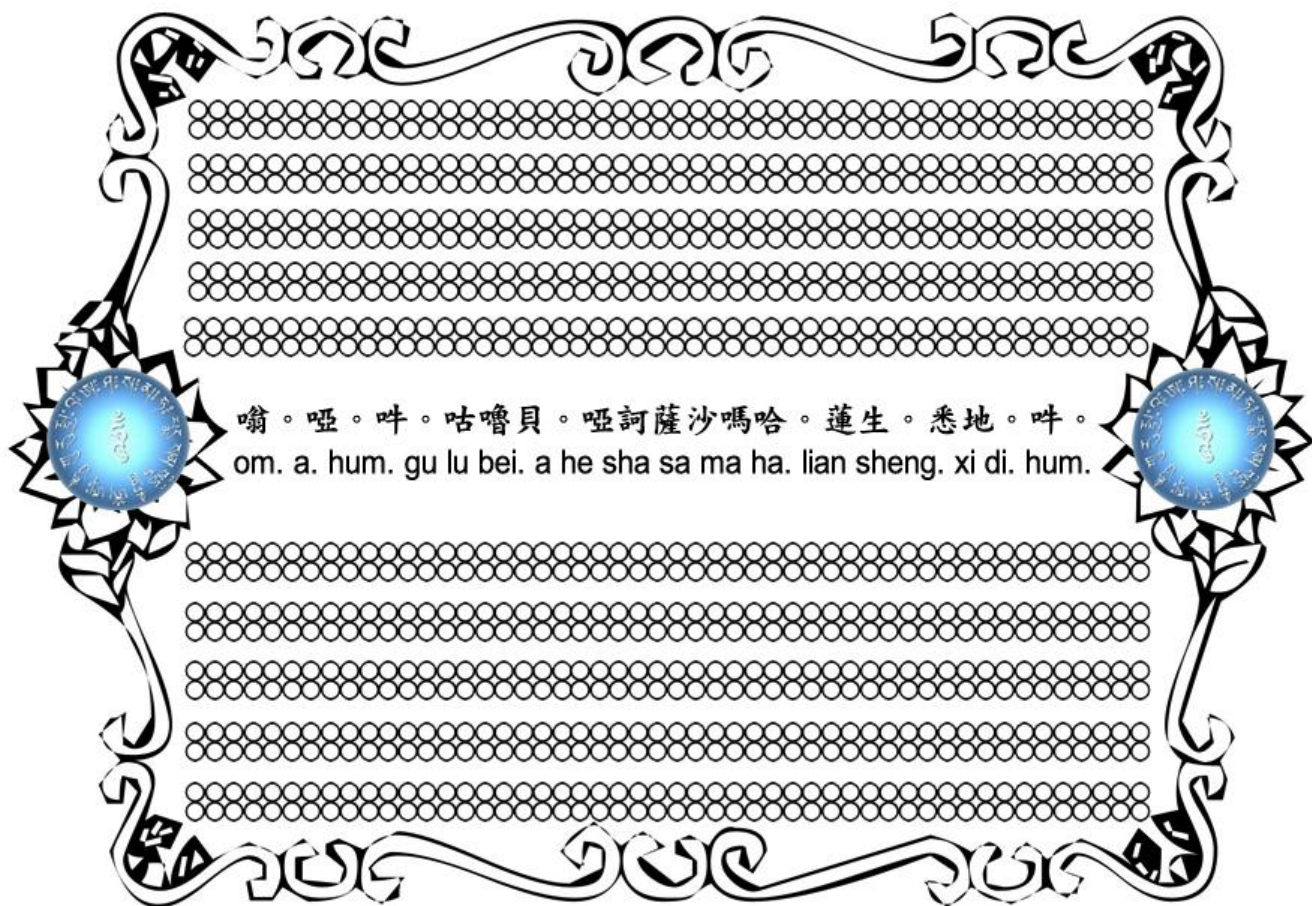 嗡。啞。吽。咕嚕貝。啞訶薩沙嗎哈。蓮生。悉地。吽。
om. a. hum. gu lu bei. a he sha sa ma ha. lian sheng. xi di. hum.